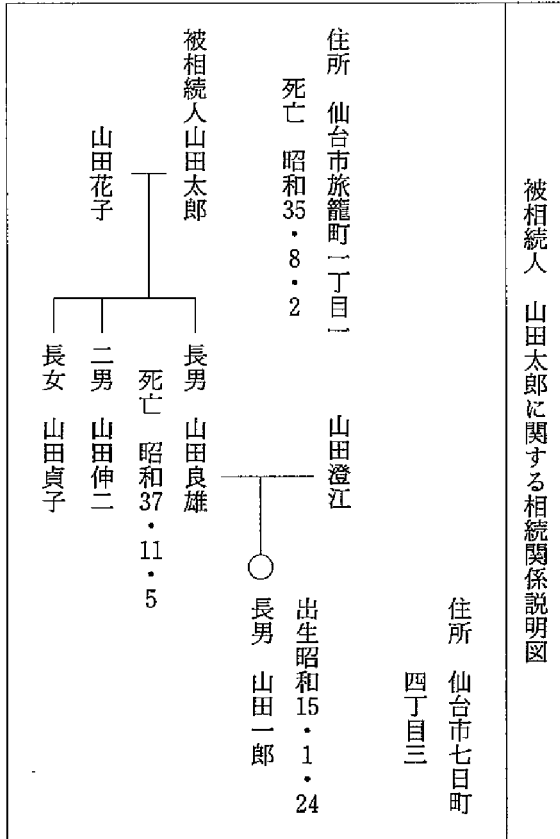 被相続人 山田太郎に関する相続関係説明図
住所 仙台市旅籠町一丁目一
死亡 昭和35・8・2
被相続人山田太郎
山田花子
山田澄江
長男 山田良雄
死亡 昭和37・11・5
二男 山田伸二
長女 山田貞子
住所 仙台市七日町
四丁目三
出生昭和15・1・24
長男 山田一郎